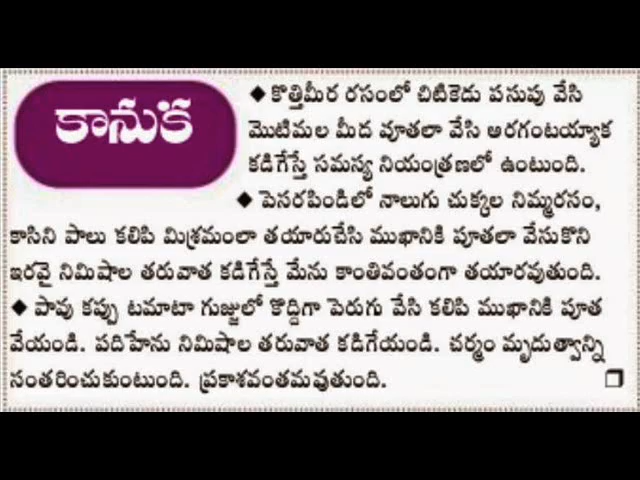 కానుక
◆ కొత్తిమీర రసంలో చిటికెడు పసుపు వేసి
మొటిమల మీద పూతలా వేసి అరగంటయ్యాక
కడిగేస్తే సమస్య నియంత్రణలో ఉంటుంది.
◆ పెసరపిండిలో నాలుగు చుక్కల నిమ్మరసం,
కాసిని పాలు కలిపి మిశ్రమంలా తయారుచేసి ముఖానికి పూతలా వేసుకొని
ఇరవై నిమిషాల తరువాత కడిగేస్తే మేను కాంతివంతంగా తయారవుతుంది.
◆ పావు కప్పు టమాటా గుజ్జులో కొద్దిగా పెరుగు వేసి కలిపి ముఖానికి పూత
వేయండి. పదిహేను నిమిషాల తరువాత కడిగేయండి. చర్మం మృదుత్వాన్ని
సంతరించుకుంటుంది. ప్రకాశవంతమవుతుంది.